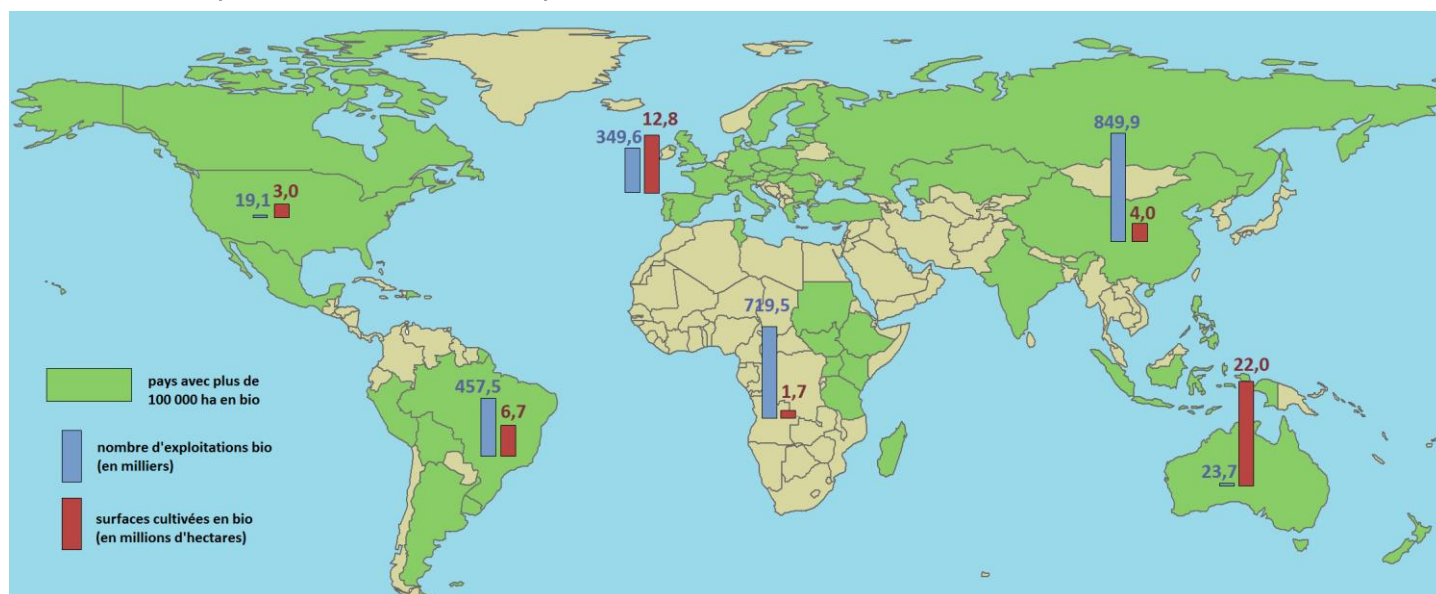 12,8
349,6
849,9
3,0
19,1
4,0
719,5
22,0
pays avec plus de
100 000 ha en bio
457,5
1,7
6,7
nombre d'exploitations bio
(en milliers)
23,7
surfaces cultivées en bio
(en millions d'hectares)